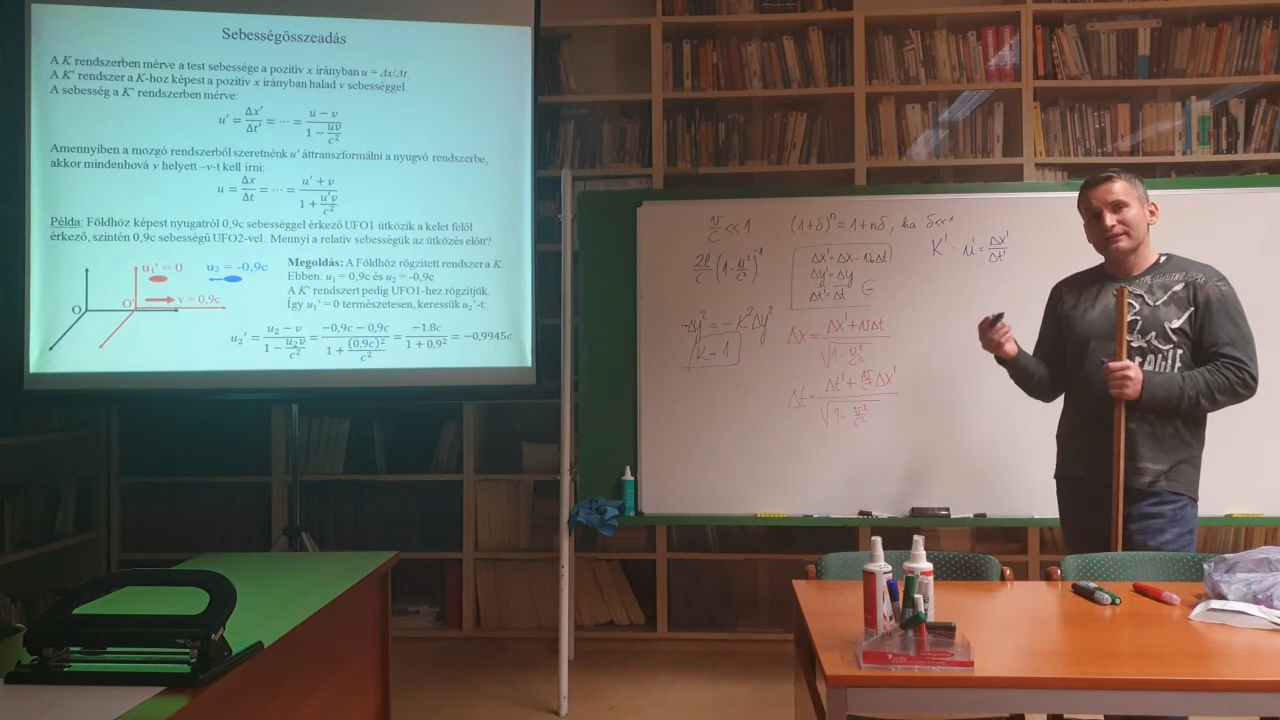 Sebességösszeadás
A K rendszerben mérve a test sebessége a pozitív x irányban u = Δx/Δt.
A K' rendszer a K-hoz képest a pozitív x irányban halad v sebességgel.
A sebesség a K' rendszerben mérve:
u' = Δx'/Δt' = ⋯ = (u − v)/(1 − uv/c²)
Amennyiben a mozgó rendszerből szeretnénk u' áttranszformálni a nyugvó rendszerbe,
akkor mindenhová v helyett –v-t kell írni:
u = Δx/Δt = ⋯ = (u' + v)/(1 + u'v/c²)
Példa: Földhöz képest nyugatról 0,9c sebességgel érkező UFO1 ütközik a kelet felől
érkező, szintén 0,9c sebességű UFO2-vel. Mennyi a relatív sebességük az ütközés előtt?
u₁' = 0 u₂ = -0,9c
O O' v = 0,9c
Megoldás: A Földhöz rögzített rendszer a K.
Ebben: u₁ = 0,9c és u₂ = -0,9c
A K' rendszert pedig UFO1-hez rögzítjük.
Így u₁' = 0 természetesen, keressük u₂'-t:
u₂' = (u₂ − v)/(1 − u₂v/c²) = (−0,9c − 0,9c)/(1 + (0,9c)²/c²) = −1.8c/(1 + 0,9²) = −0,9945c
v/c << 1
(1+δ)ⁿ = 1+nδ, ha δ<<1
2l/c (1 - v²/c²)⁻¹
Δx' = Δx - vΔt
Δy' = Δy
Δt' = Δt G
-Δy² = -K²Δy²
K = 1
Δx = (Δx' + vΔt)/√(1 - v²/c²)
Δt = (Δt' + v/c² Δx')/√(1 - v²/c²)
K' : u' = Δx'/Δt'
EAGLE